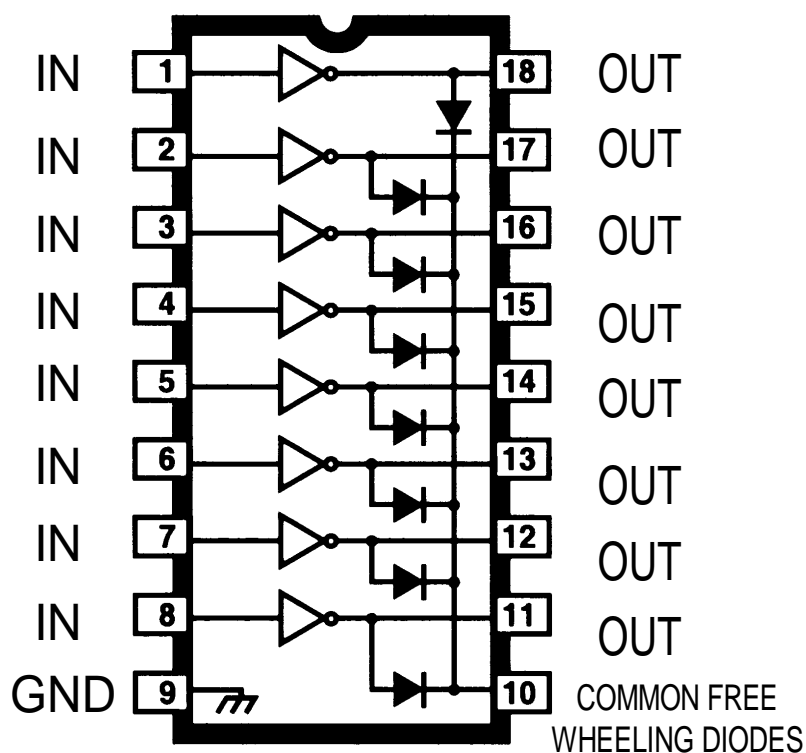 IN 1 18 OUT
IN 2 17 OUT
IN 3 16 OUT
IN 4 15 OUT
IN 5 14 OUT
IN 6 13 OUT
IN 7 12 OUT
IN 8 11 OUT
GND 9 10 COMMON FREE
WHEELING DIODES